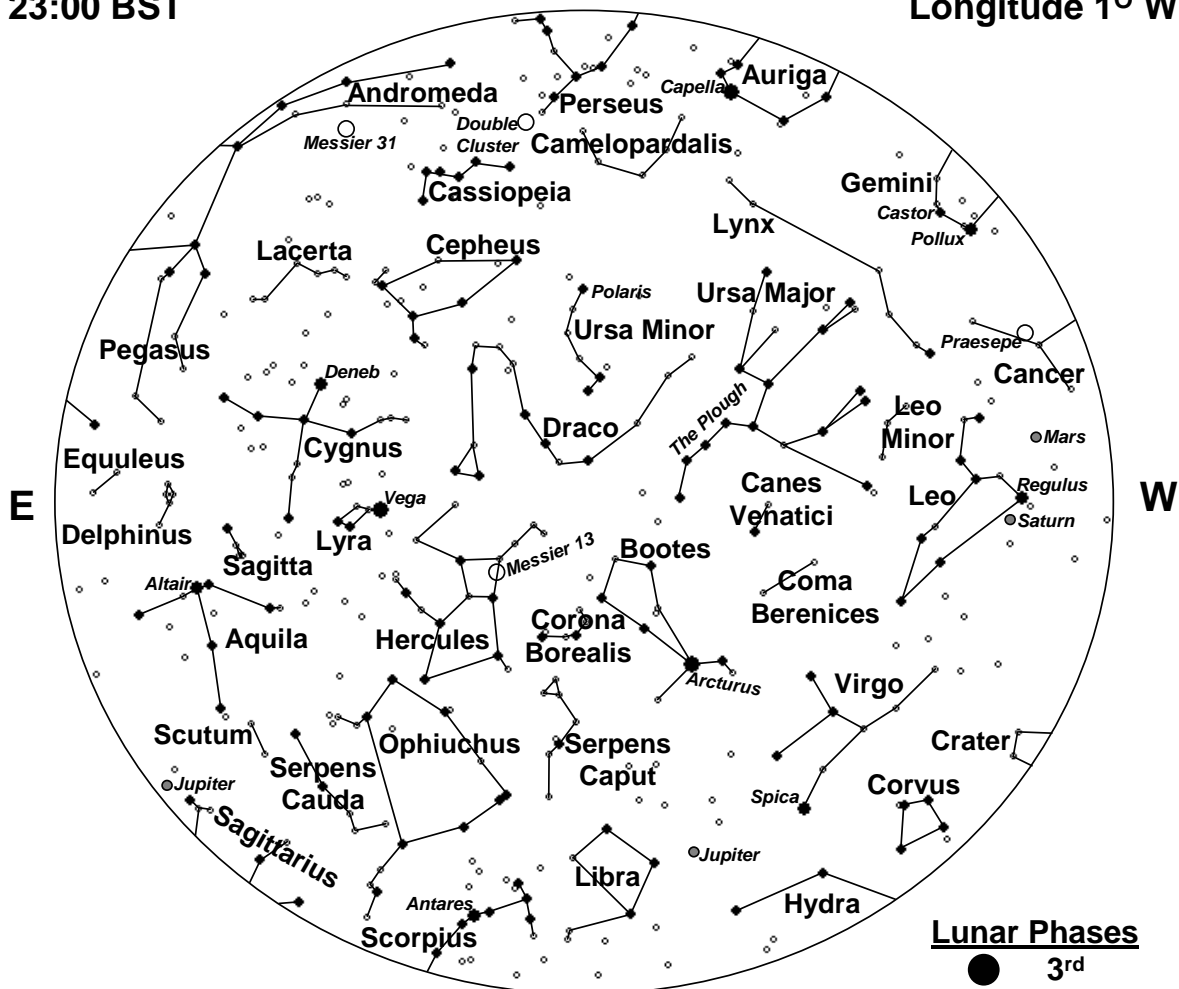 23:00 BST
Longitude 1° W
Auriga
Capella
Andromeda
Perseus
Messier 31
Double
Cluster
Camelopardalis
Cassiopeia
Gemini
Castor
Pollux
Lynx
Lacerta
Cepheus
Polaris
Ursa Major
Ursa Minor
Praesepe
Cancer
Pegasus
Deneb
Cygnus
Draco
The Plough
Leo
Minor
Mars
Equuleus
Canes
Venatici
Leo
Regulus
Saturn
E
W
Vega
Lyra
Delphinus
Sagitta
Messier 13
Bootes
Altair
Coma
Berenices
Aquila
Hercules
Corona
Borealis
Arcturus
Virgo
Scutum
Ophiuchus
Serpens
Caput
Crater
Serpens
Cauda
Jupiter
Spica
Corvus
Sagittarius
Jupiter
Libra
Antares
Hydra
Scorpius
Lunar Phases
3rd